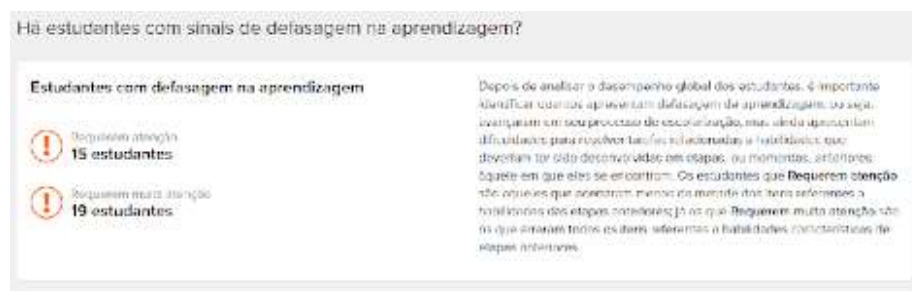 Há estudantes com sinais de defasagem na aprendizagem?
Estudantes com defasagem na aprendizagem
Requerem atenção
15 estudantes
Requerem muita atenção
19 estudantes
Depois de analisar o desempenho global dos estudantes, é importante
identificar quantos apresentam defasagem de aprendizagem, ou seja,
avançaram em seu processo de escolarização, mas ainda apresentam
dificuldades para resolver tarefas relacionadas a habilidades que
deveriam ter sido desenvolvidas em etapas, ou momentos, anteriores
àquele em que eles se encontram. Os estudantes que Requerem atenção
são aqueles que acertaram menos da metade dos itens referentes a
habilidades das etapas anteriores; já os que Requerem muita atenção são
os que erraram todos os itens referentes a habilidades características de
etapas anteriores.